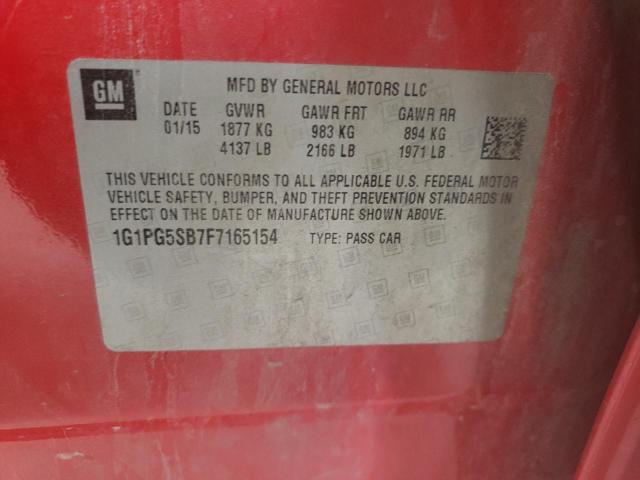 GM
MFD BY GENERAL MOTORS LLC
DATE GVWR GAWR FRT GAWR RR
01/15 1877 KG 983 KG 894 KG
4137 LB 2166 LB 1971 LB
THIS VEHICLE CONFORMS TO ALL APPLICABLE U.S. FEDERAL MOTOR
VEHICLE SAFETY, BUMPER, AND THEFT PREVENTION STANDARDS IN
EFFECT ON THE DATE OF MANUFACTURE SHOWN ABOVE.
1G1PG5SB7F7165154 TYPE: PASS CAR